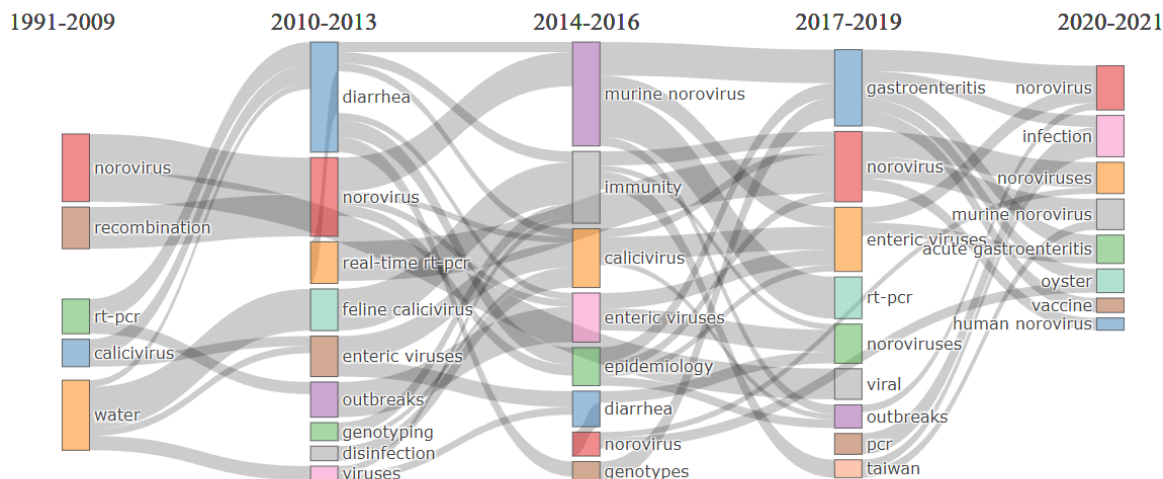 1991-2009 2010-2013 2014-2016 2017-2019 2020-2021
norovirus
recombination
rt-pcr
calicivirus
water
diarrhea
norovirus
real-time rt-pcr
feline calicivirus
enteric viruses
outbreaks
genotyping
disinfection
viruses
murine norovirus
immunity
calicivirus
enteric viruses
epidemiology
diarrhea
norovirus
genotypes
gastroenteritis
norovirus
enteric viruses
rt-pcr
noroviruses
viral
outbreaks
pcr
taiwan
norovirus
infection
noroviruses
murine norovirus
acute gastroenteritis
oyster
vaccine
human norovirus